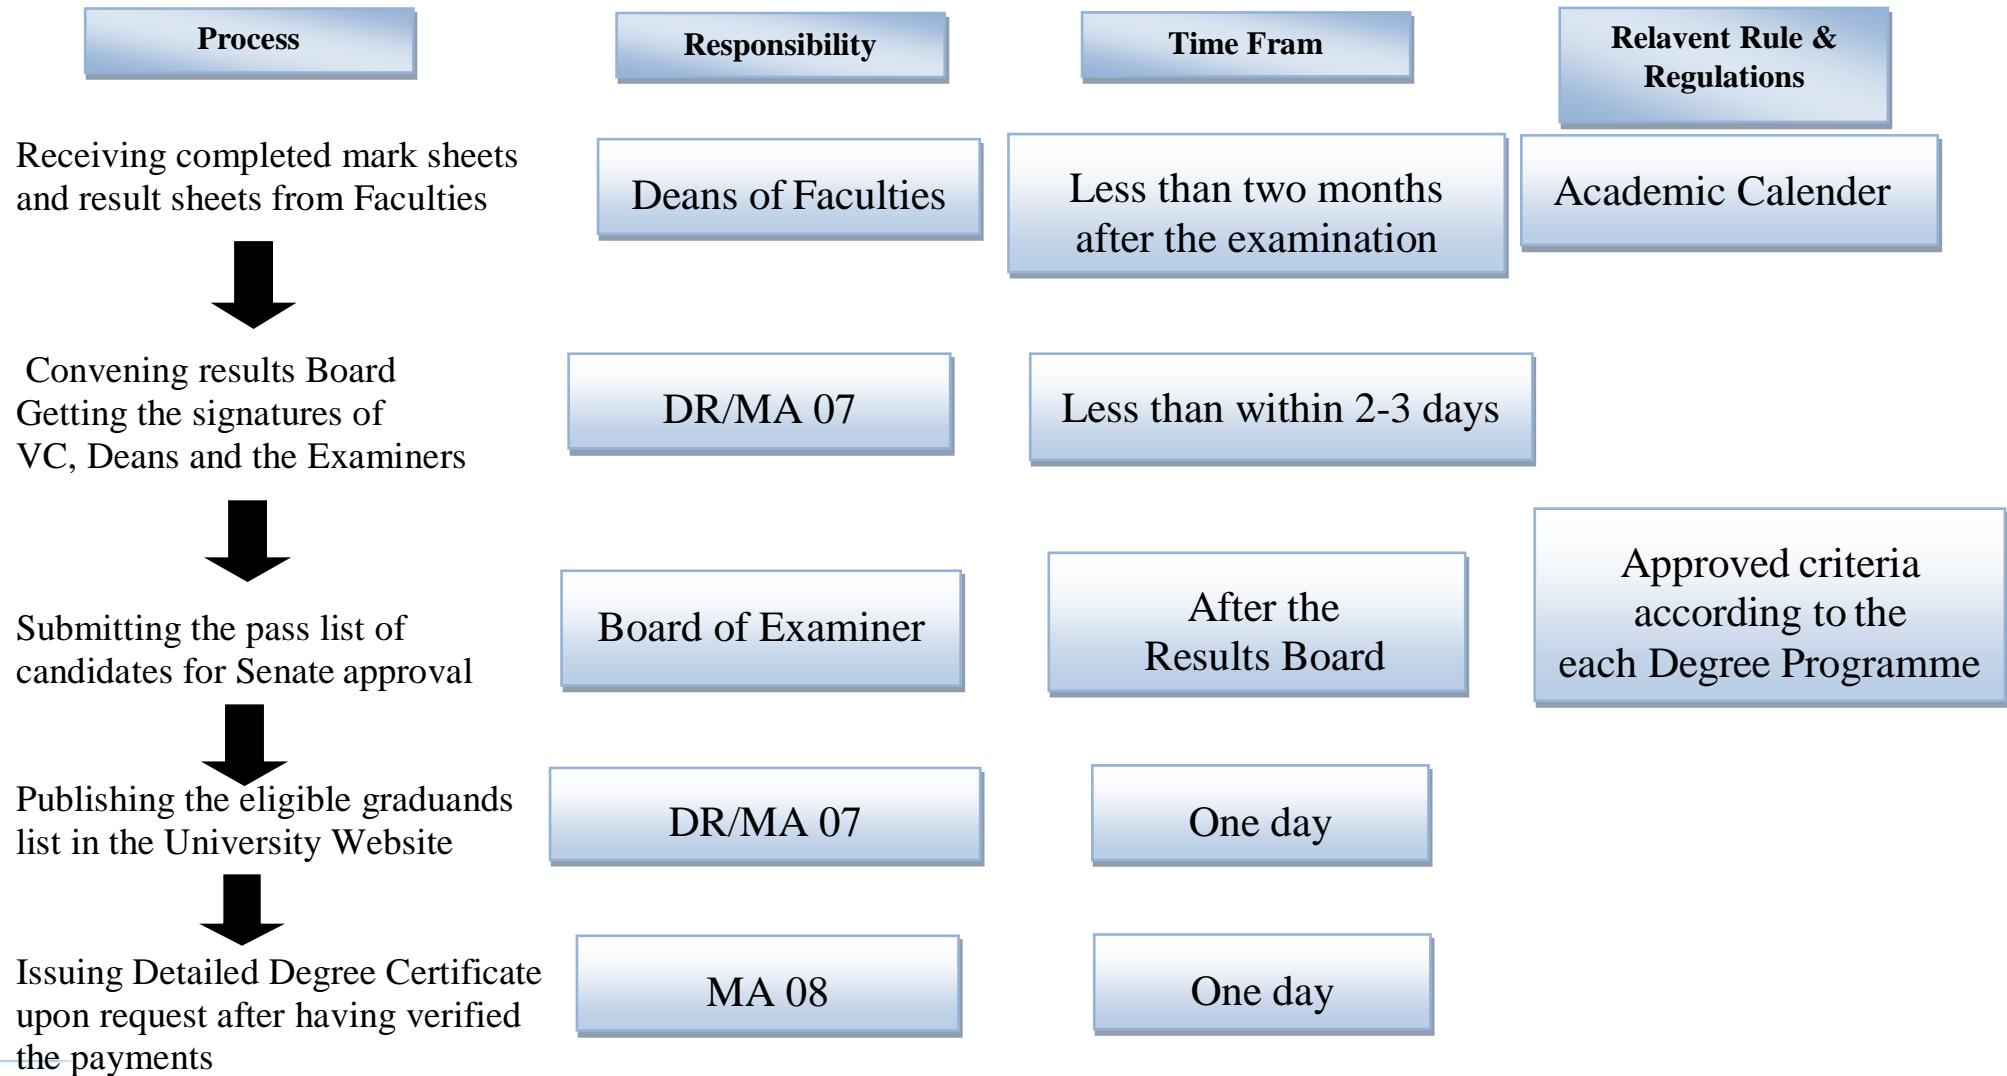 Process
Responsibility
Time Fram
Relavent Rule &
Regulations
Receiving completed mark sheets
and result sheets from Faculties
Deans of Faculties
Less than two months
after the examination
Academic Calender
Convening results Board
Getting the signatures of
VC, Deans and the Examiners
DR/MA 07
Less than within 2-3 days
Submitting the pass list of
candidates for Senate approval
Board of Examiner
After the
Results Board
Approved criteria
according to the
each Degree Programme
Publishing the eligible graduands
list in the University Website
DR/MA 07
One day
Issuing Detailed Degree Certificate
upon request after having verified
the payments
MA 08
One day